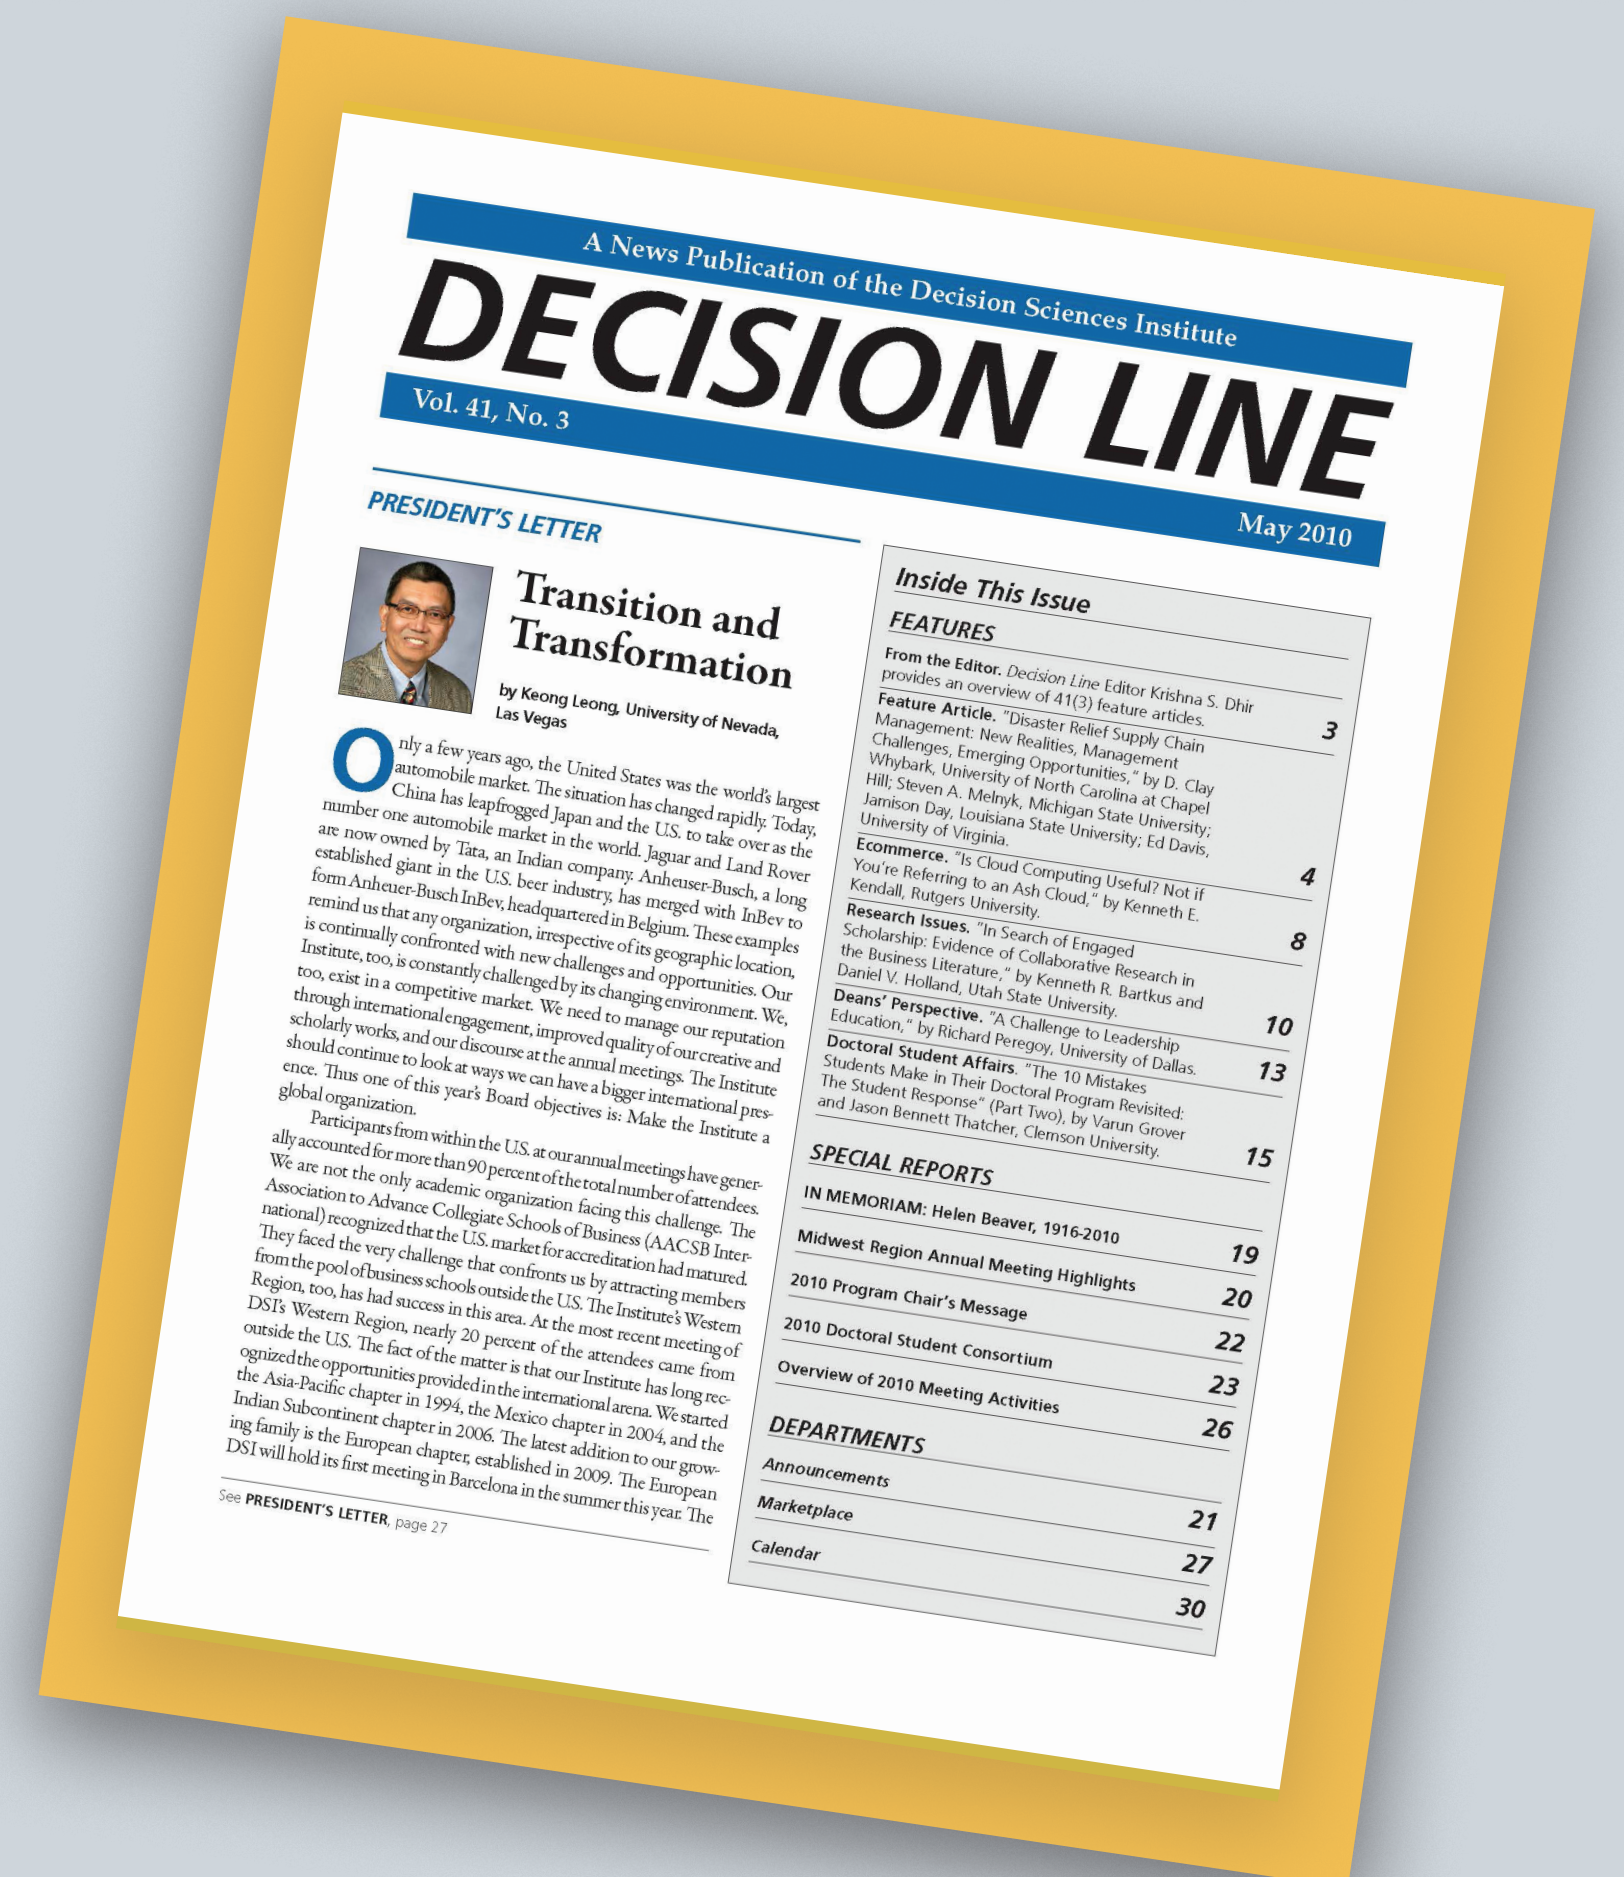 A News Publication of the Decision Sciences Institute
DECISION LINE
Vol. 41, No. 3
May 2010
PRESIDENT'S LETTER
Transition and
Transformation
by Keong Leong, University of Nevada,
Las Vegas
Only a few years ago, the United States was the world's largest
automobile market. The situation has changed rapidly. Today,
China has leapfrogged Japan and the U.S. to take over as the
number one automobile market in the world. Jaguar and Land Rover
are now owned by Tata, an Indian company. Anheuser-Busch, a long
established giant in the U.S. beer industry, has merged with InBev to
form Anheuer-Busch InBev, headquartered in Belgium. These examples
remind us that any organization, irrespective of its geographic location,
is continually confronted with new challenges and opportunities. Our
Institute, too, is constantly challenged by its changing environment. We,
too, exist in a competitive market. We need to manage our reputation
through international engagement, improved quality of our creative and
scholarly works, and our discourse at the annual meetings. The Institute
should continue to look at ways we can have a bigger international pres-
ence. Thus one of this year's Board objectives is: Make the Institute a
global organization.
Participants from within the U.S. at our annual meetings have gener-
ally accounted for more than 90 percent of the total number of attendees.
We are not the only academic organization facing this challenge. The
Association to Advance Collegiate Schools of Business (AACSB Inter-
national) recognized that the U.S. market for accreditation had matured.
They faced the very challenge that confronts us by attracting members
from the pool of business schools outside the U.S. The Institute's Western
Region, too, has had success in this area. At the most recent meeting of
DSI's Western Region, nearly 20 percent of the attendees came from
outside the U.S. The fact of the matter is that our Institute has long rec-
ognized the opportunities provided in the international arena. We started
the Asia-Pacific chapter in 1994, the Mexico chapter in 2004, and the
Indian Subcontinent chapter in 2006. The latest addition to our grow-
ing family is the European chapter, established in 2009. The European
DSI will hold its first meeting in Barcelona in the summer this year. The
See PRESIDENT'S LETTER, page 27
Inside This Issue
FEATURES
From the Editor. Decision Line Editor Krishna S. Dhir
provides an overview of 41(3) feature articles. 3
Feature Article. "Disaster Relief Supply Chain
Management: New Realities, Management
Challenges, Emerging Opportunities," by D. Clay
Whybark, University of North Carolina at Chapel
Hill; Steven A. Melnyk, Michigan State University;
Jamison Day, Louisiana State University; Ed Davis,
University of Virginia. 4
Ecommerce. "Is Cloud Computing Useful? Not if
You're Referring to an Ash Cloud," by Kenneth E.
Kendall, Rutgers University. 8
Research Issues. "In Search of Engaged
Scholarship: Evidence of Collaborative Research in
the Business Literature," by Kenneth R. Bartkus and
Daniel V. Holland, Utah State University. 10
Deans' Perspective. "A Challenge to Leadership
Education," by Richard Peregoy, University of Dallas. 13
Doctoral Student Affairs. "The 10 Mistakes
Students Make in Their Doctoral Program Revisited:
The Student Response" (Part Two), by Varun Grover
and Jason Bennett Thatcher, Clemson University. 15
SPECIAL REPORTS
IN MEMORIAM: Helen Beaver, 1916-2010 19
Midwest Region Annual Meeting Highlights 20
2010 Program Chair's Message 22
2010 Doctoral Student Consortium 23
Overview of 2010 Meeting Activities 26
DEPARTMENTS
Announcements 21
Marketplace 27
Calendar 30